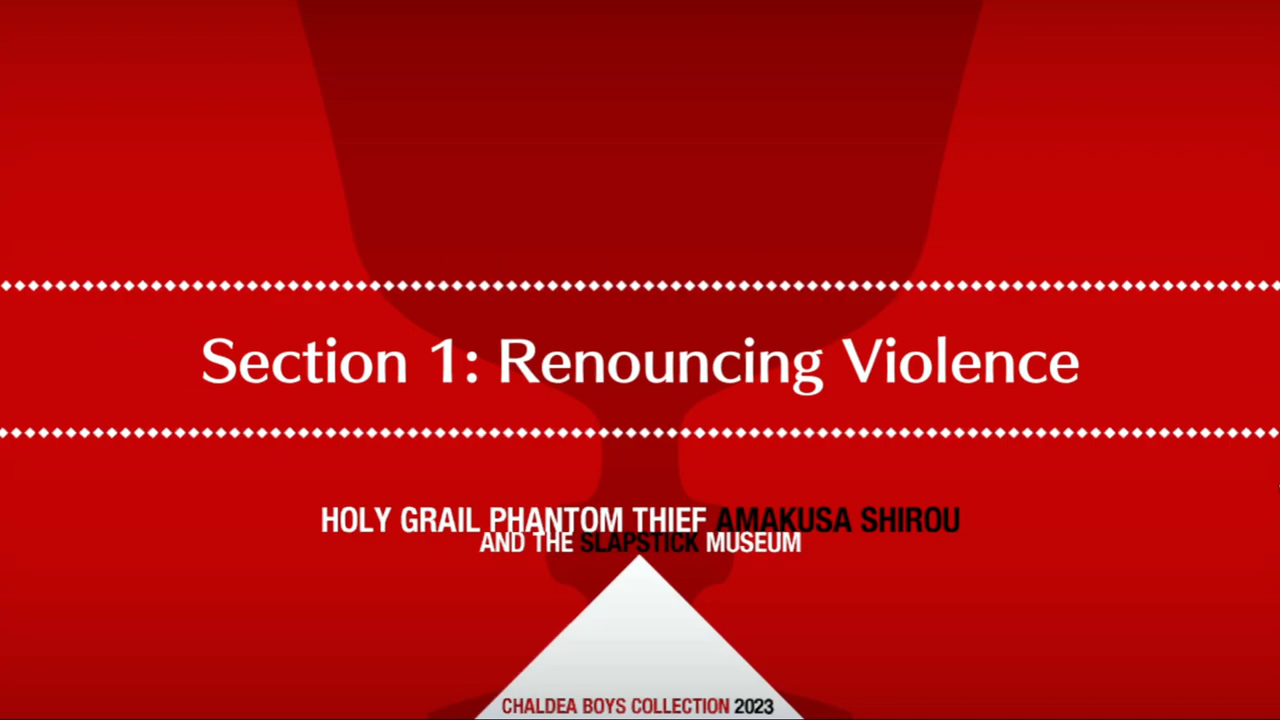 Section 1: Renouncing Violence
HOLY GRAIL PHANTOM THIEF AMAKUSA SHIROU
AND THE SLAPSTICK MUSEUM
CHALDEA BOYS COLLECTION 2023